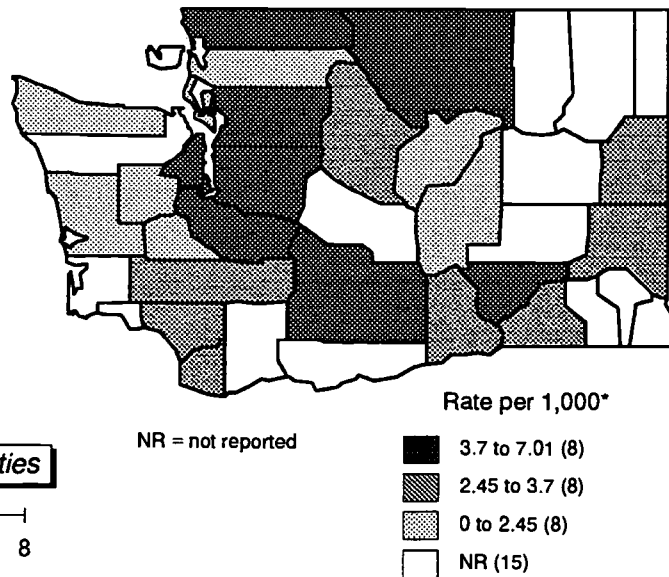 Rate per 1,000*
NR = not reported
3.7 to 7.01 (8)
2.45 to 3.7 (8)
0 to 2.45 (8)
NR (15)
ties
8